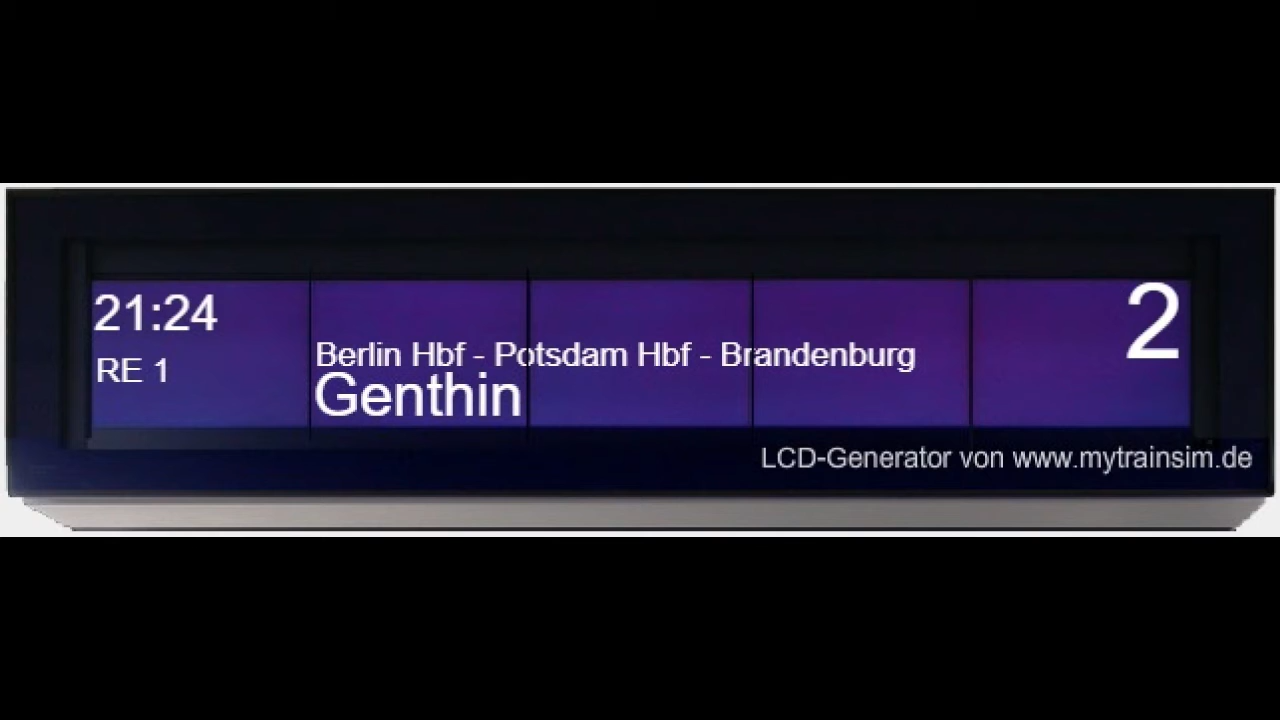 21:24
2
RE 1
Berlin Hbf - Potsdam Hbf - Brandenburg
Genthin
LCD-Generator von www.mytrainsim.de